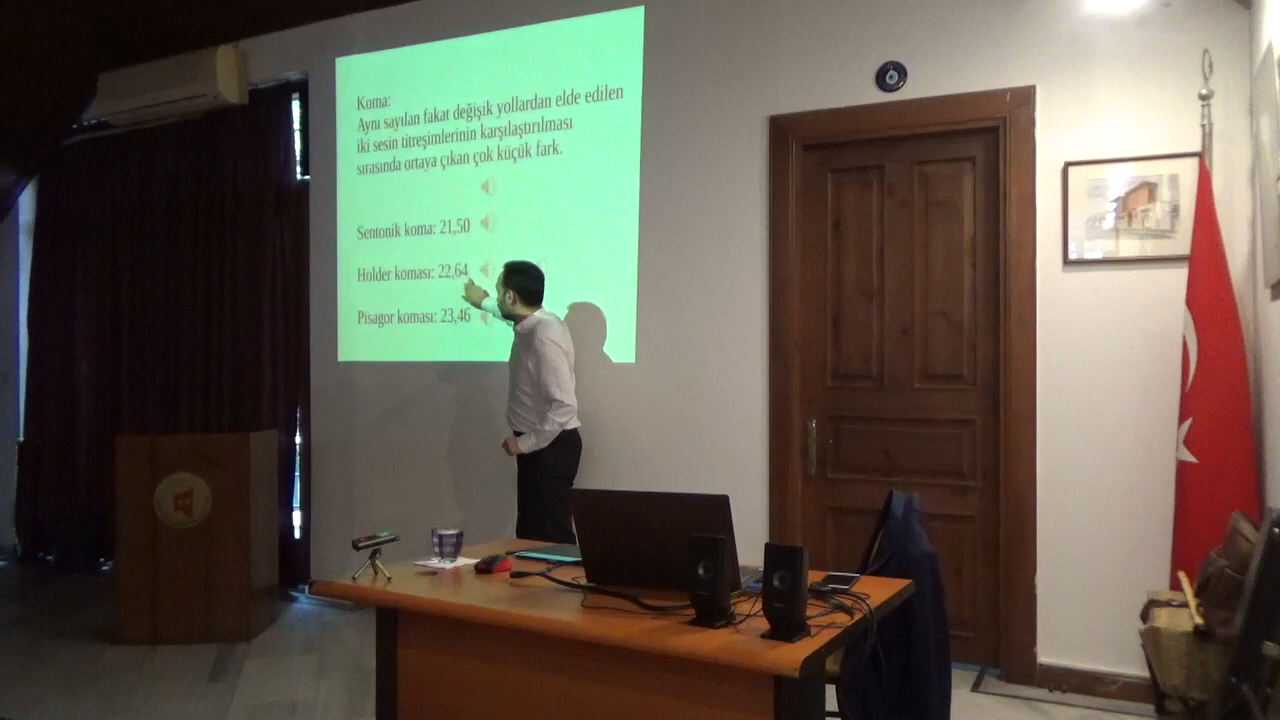 Koma:
Aynı sayılan fakat değişik yollardan elde edilen
iki sesin titreşimlerinin karşılaştırılması
sırasında ortaya çıkan çok küçük fark.
Sentonik koma: 21,50
Holder koması: 22,64
Pisagor koması: 23,46